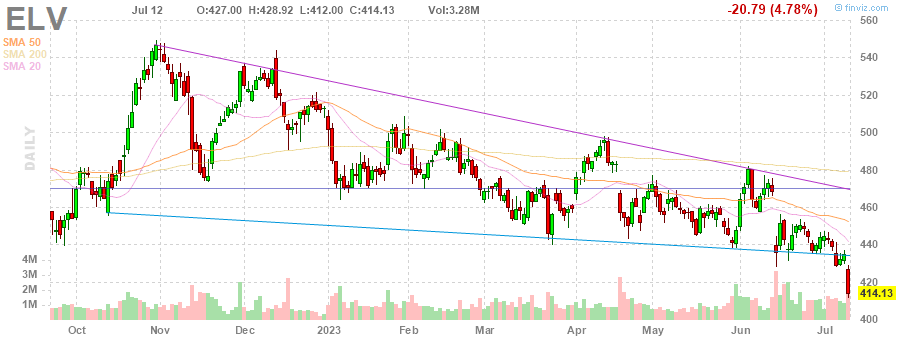 ELV
Jul 12 O:427.00 H:428.92 L:412.00 C:414.13 Vol:3.28M -20.79 (4.78%)
© finviz.com
SMA 50
SMA 200
SMA 20
DAILY
560
540
520
500
480
460
440
420
414.13
400
4M
3M
2M
1M
Oct Nov Dec 2023 Feb Mar Apr May Jun Jul